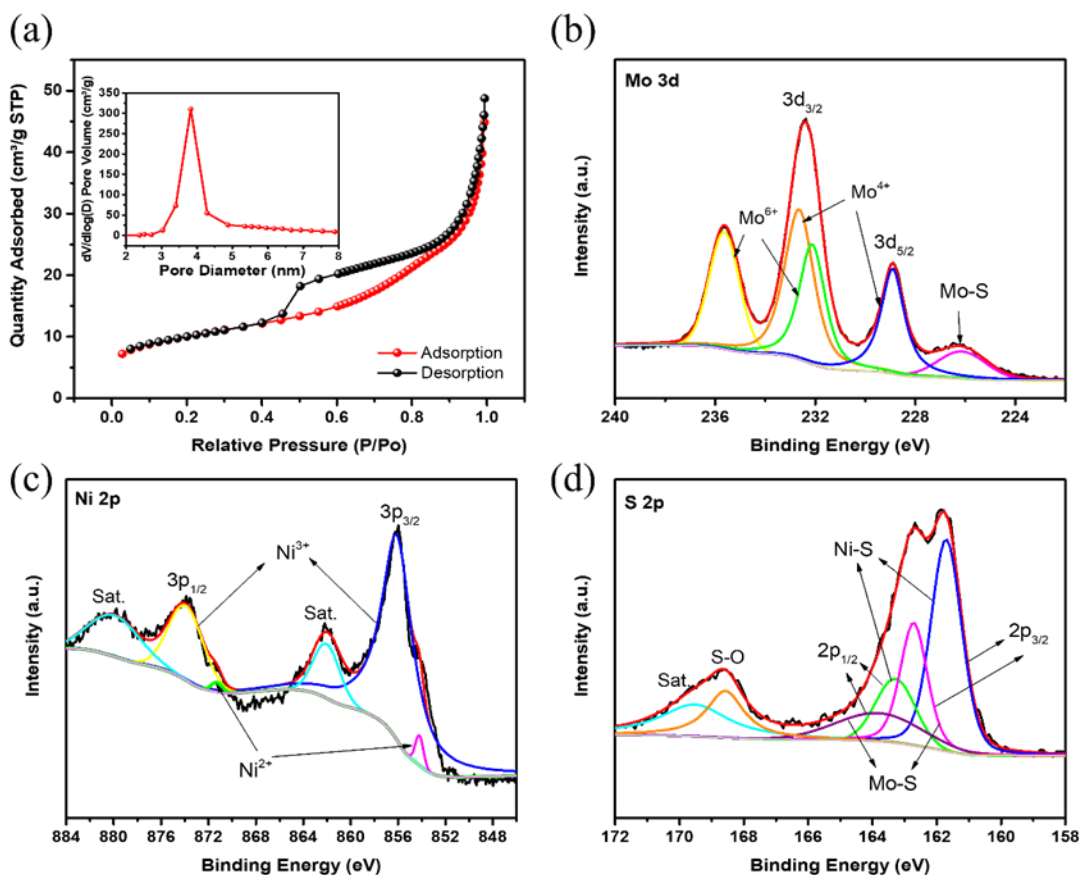 (a)
Quantity Adsorbed (cm³/g STP)
50
40
30
20
10
0
0.0
0.2
0.4
0.6
0.8
1.0
Relative Pressure (P/Po)
Adsorption
Desorption
dV/dlog(D) Pore Volume (cm³/g)
350
300
250
200
150
100
50
0
2
3
4
5
6
7
8
Pore Diameter (nm)
(b)
Mo 3d
3d₃/₂
Mo⁴⁺
Mo⁶⁺
3d₅/₂
Mo-S
Intensity (a.u.)
240
236
232
228
224
Binding Energy (eV)
(c)
Ni 2p
3p₃/₂
Ni³⁺
3p₁/₂
Sat.
Sat.
Ni²⁺
Intensity (a.u.)
884
880
876
872
868
864
860
856
852
848
Binding Energy (eV)
(d)
S 2p
Ni-S
2p₁/₂
2p₃/₂
S-O
Sat.
Mo-S
Intensity (a.u.)
172
170
168
166
164
162
160
158
Binding Energy (eV)